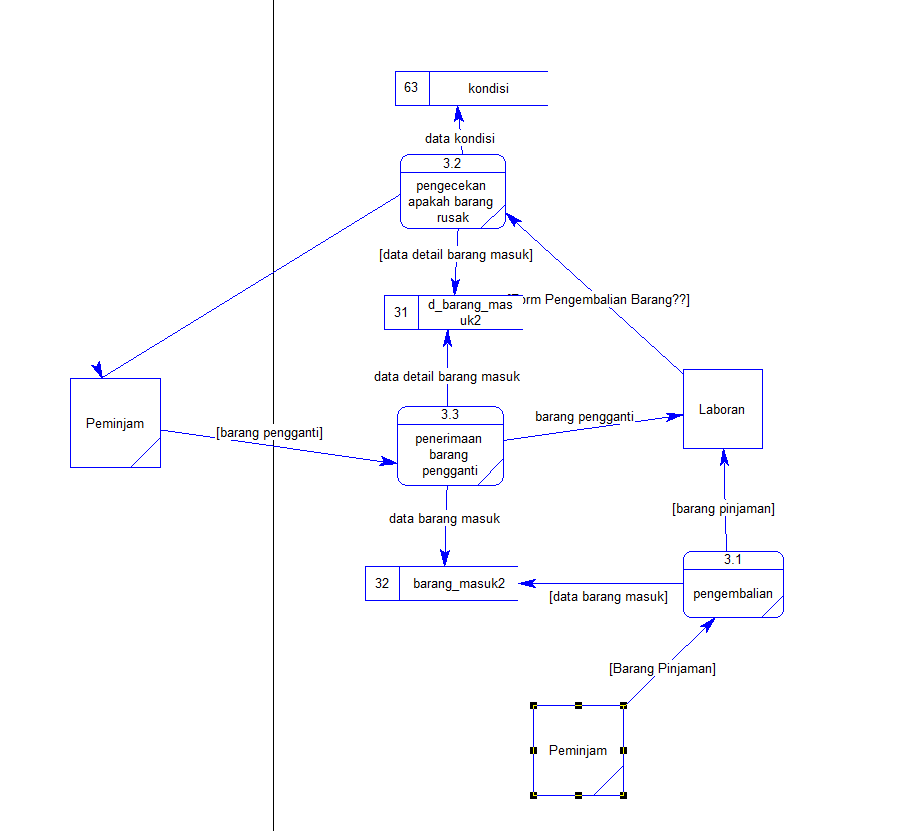 63
kondisi
data kondisi
3.2
pengecekan
apakah barang
rusak
[data detail barang masuk]
Form Pengembalian Barang??]
31
d_barang_mas
uk2
data detail barang masuk
Peminjam
[barang pengganti]
3.3
penerimaan
barang
pengganti
barang pengganti
Laboran
data barang masuk
[barang pinjaman]
32
barang_masuk2
3.1
pengembalian
[data barang masuk]
[Barang Pinjaman]
Peminjam